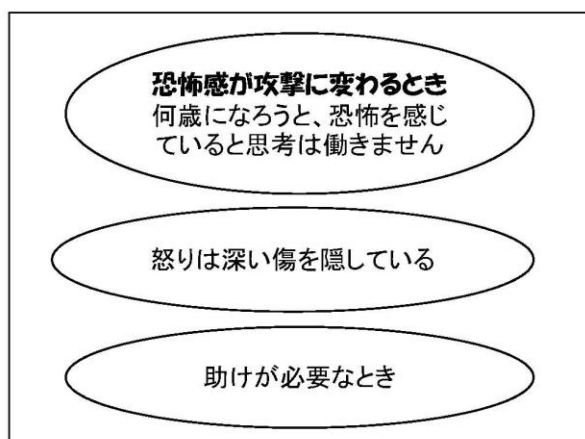 恐怖感が攻撃に変わるとき
何歳になろうと、恐怖を感じ
ていると思考は働きません
怒りは深い傷を隠している
助けが必要なとき